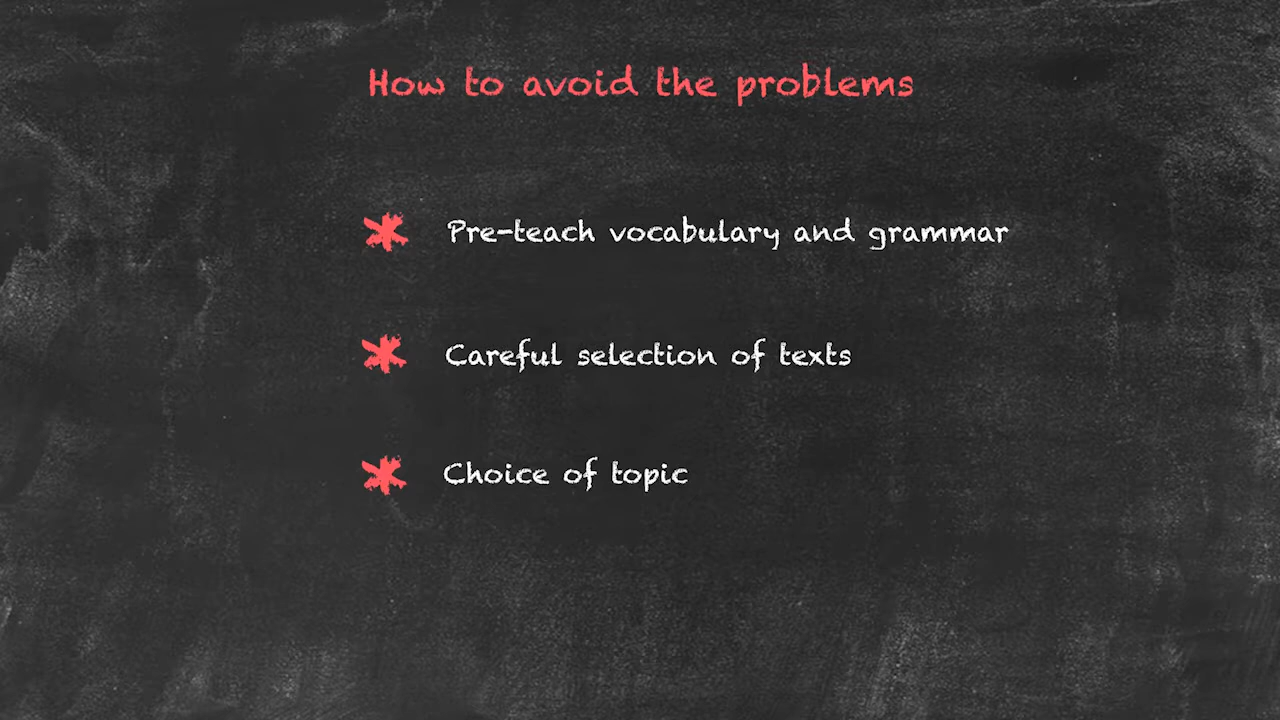 How to avoid the problems
Pre-teach vocabulary and grammar
Careful selection of texts
Choice of topic